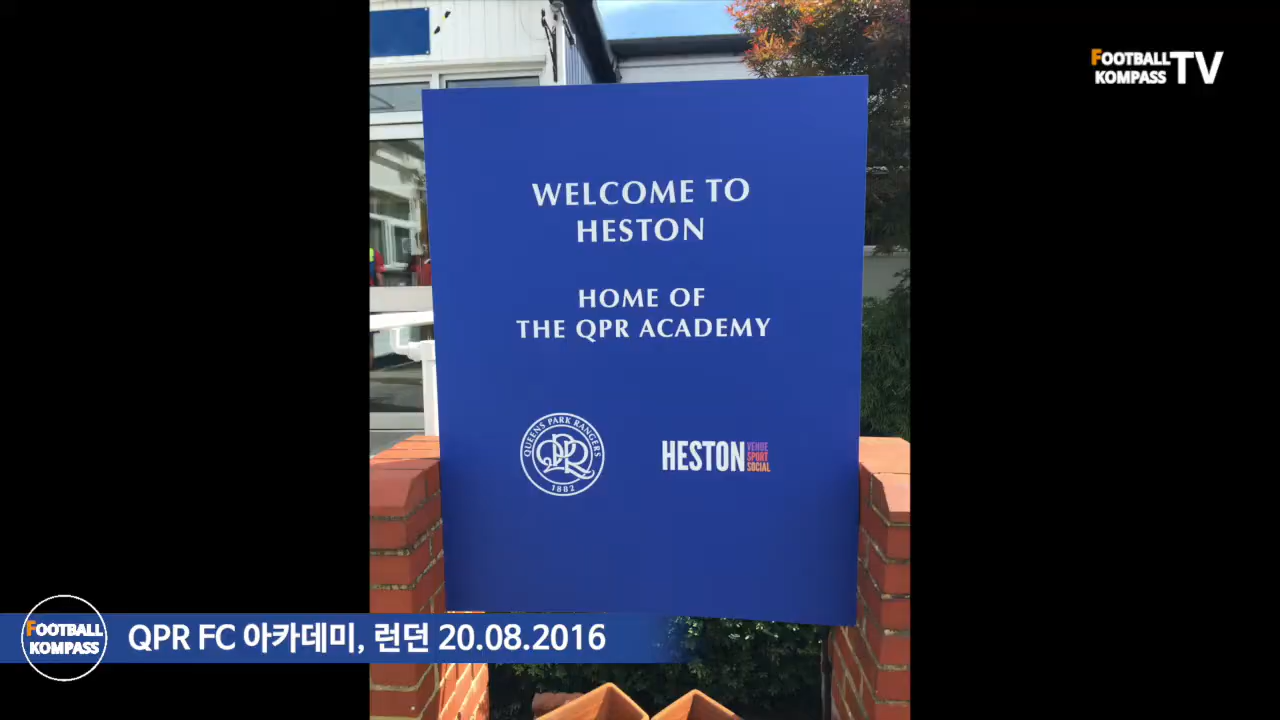 FOOTBALL
KOMPASS TV
WELCOME TO
HESTON
HOME OF
THE QPR ACADEMY
QUEENS PARK RANGERS
QPR
1882
HESTON
VENUE
SPORT
SOCIAL
FOOTBALL
KOMPASS
QPR FC 아카데미, 런던 20.08.2016